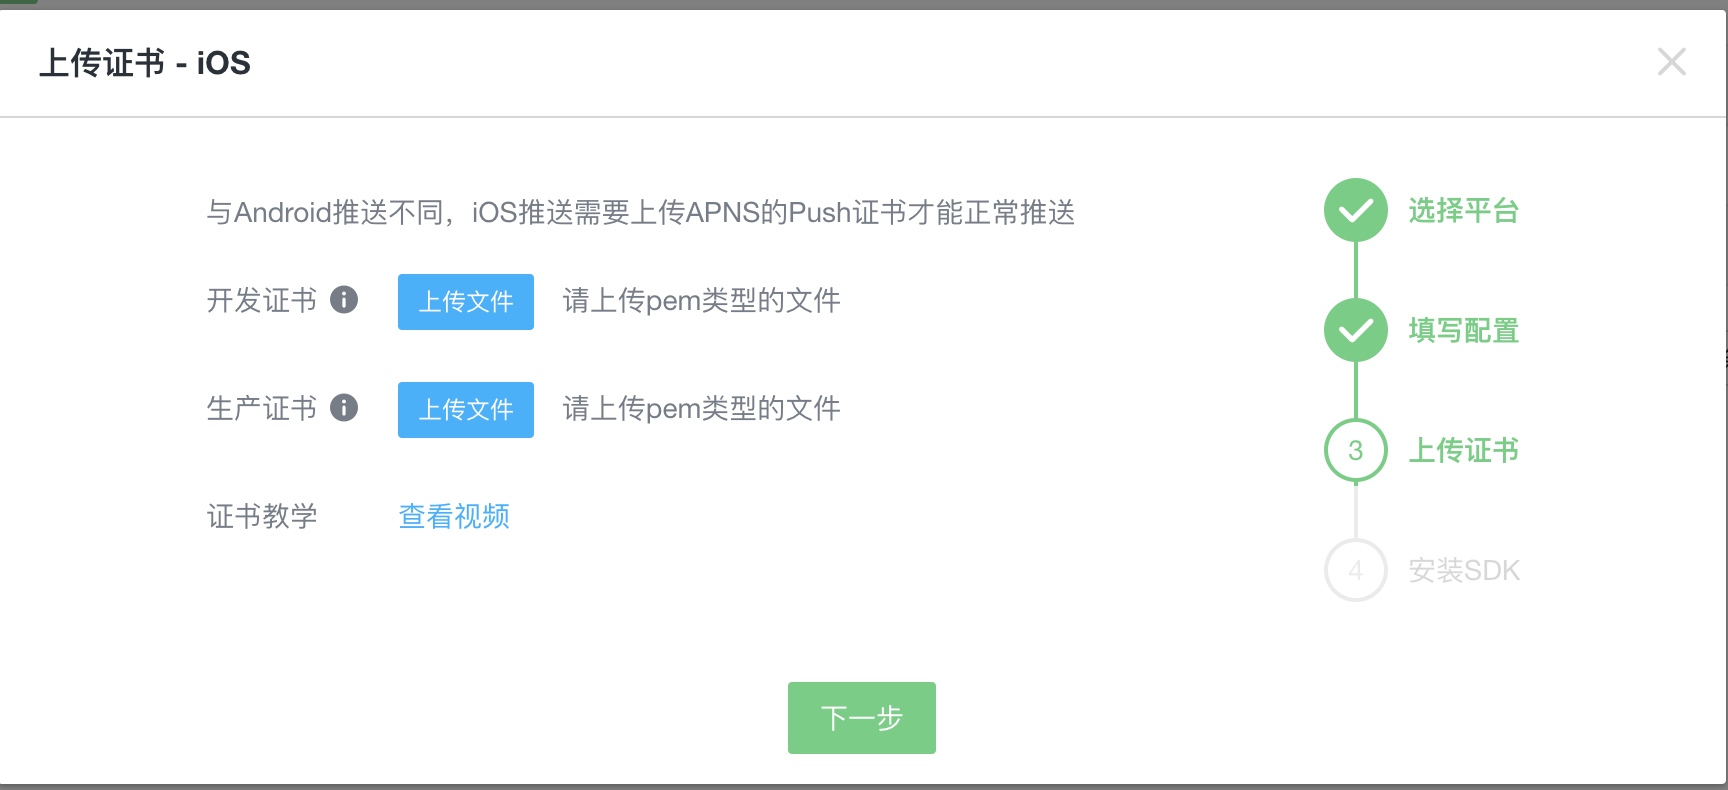 上传证书 - iOS
与Android推送不同，iOS推送需要上传APNS的Push证书才能正常推送
开发证书 上传文件 请上传pem类型的文件
生产证书 上传文件 请上传pem类型的文件
证书教学 查看视频
选择平台
填写配置
3 上传证书
4 安装SDK
下一步